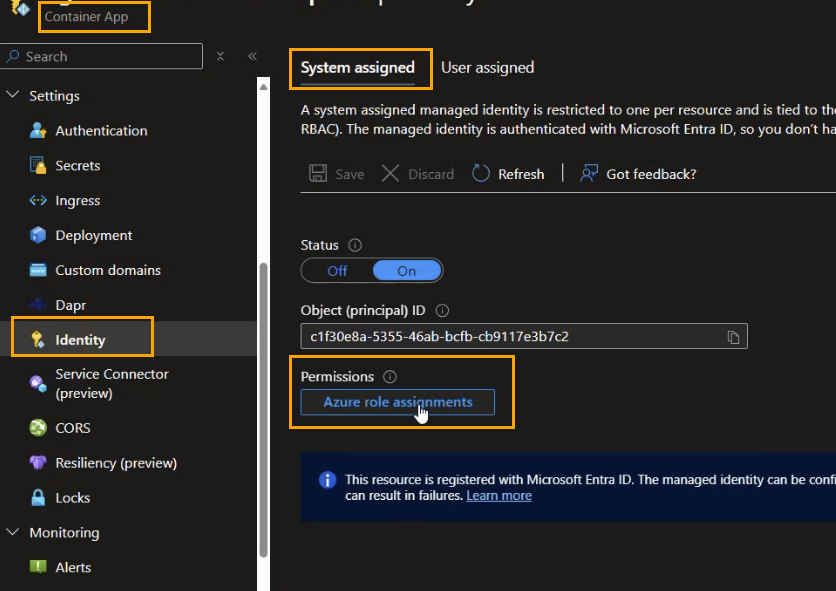 Container App
Search
Settings
Authentication
Secrets
Ingress
Deployment
Custom domains
Dapr
Identity
Service Connector
(preview)
CORS
Resiliency (preview)
Locks
Monitoring
Alerts
System assigned
User assigned
A system assigned managed identity is restricted to one per resource and is tied to the
RBAC). The managed identity is authenticated with Microsoft Entra ID, so you don't ha
Save
Discard
Refresh
Got feedback?
Status
Off
On
Object (principal) ID
c1f30e8a-5355-46ab-bcfb-cb9117e3b7c2
Permissions
Azure role assignments
This resource is registered with Microsoft Entra ID. The managed identity can be confi
can result in failures. Learn more